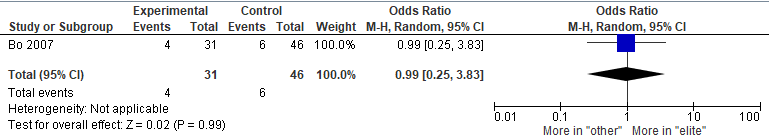 Experimental Control Odds Ratio Odds Ratio
Study or Subgroup Events Total Events Total Weight M-H, Random, 95% CI M-H, Random, 95% CI
Bo 2007 4 31 6 46 100.0% 0.99 [0.25, 3.83]
Total (95% CI) 31 46 100.0% 0.99 [0.25, 3.83]
Total events 4 6
Heterogeneity: Not applicable
Test for overall effect: Z = 0.02 (P = 0.99)
0.01 0.1 1 10 100
More in "other" More in "elite"